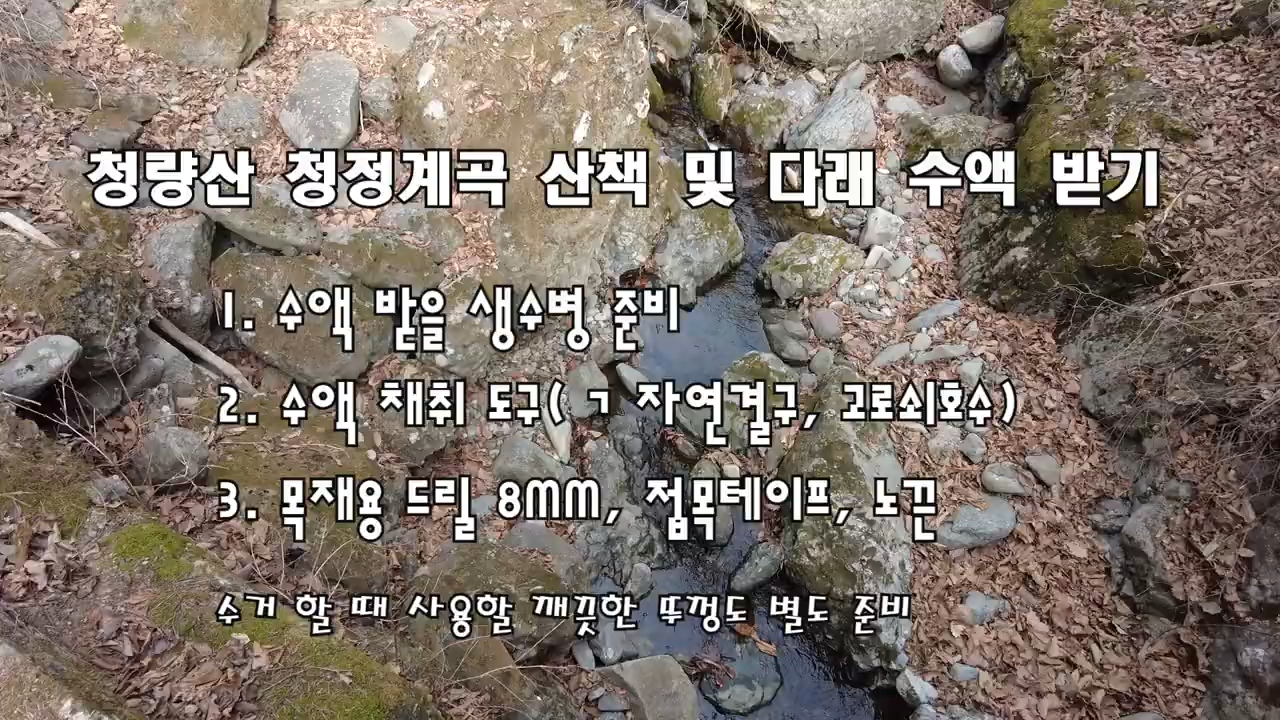 청량산 청정계곡 산책 및 다래 수액 받기
1. 수액 받을 생수병 준비
2. 수액 채취 도구( ㄱ 자연결구, 고로쇠호수)
3. 목재용 드릴 8MM, 접목테이프, 노끈
수거 할 때 사용할 깨끗한 뚜껑도 별도 준비